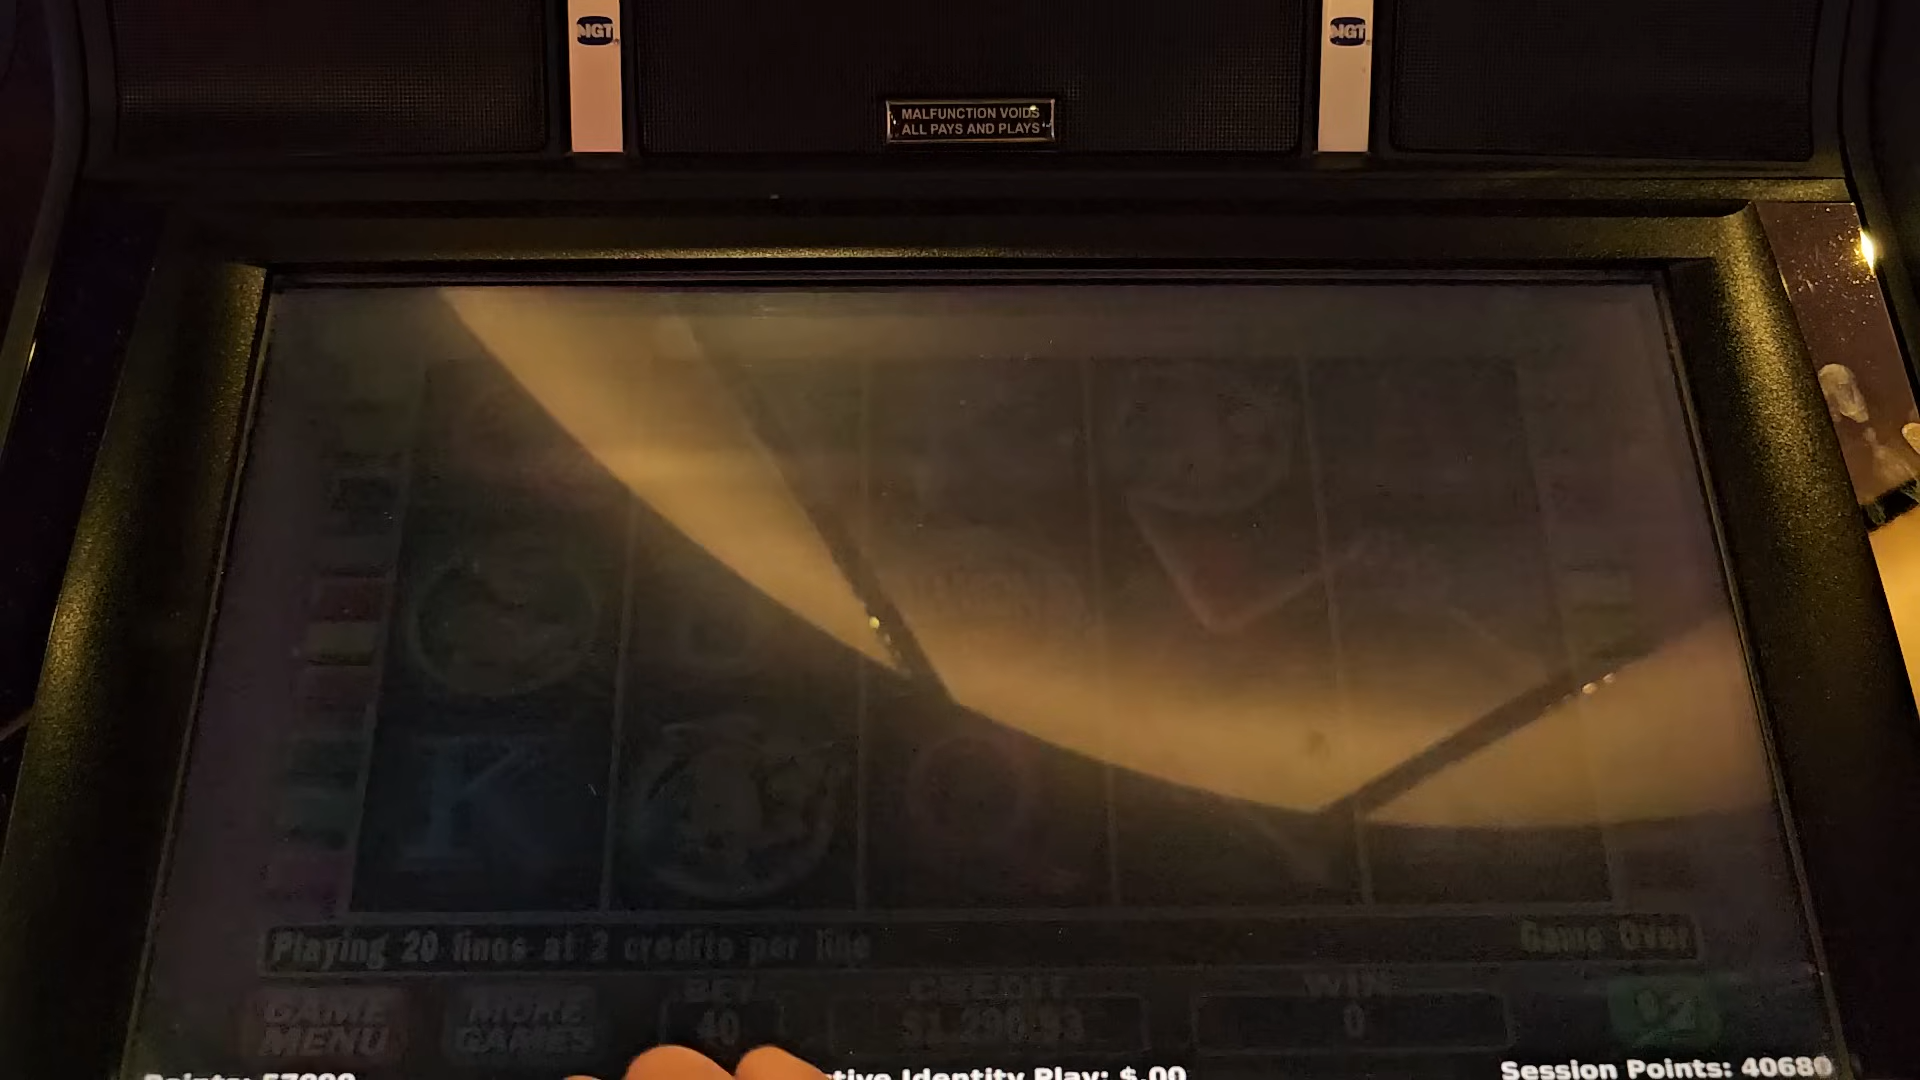 IGT
IGT
MALFUNCTION VOIDS
ALL PAYS AND PLAYS
K
Playing 20 lines at 2 credits per line
Game Over
GAME
MENU
MORE
GAMES
BET
40
CREDIT
WIN
0
Points:
Identity Play: $.00
Session Points: 40680